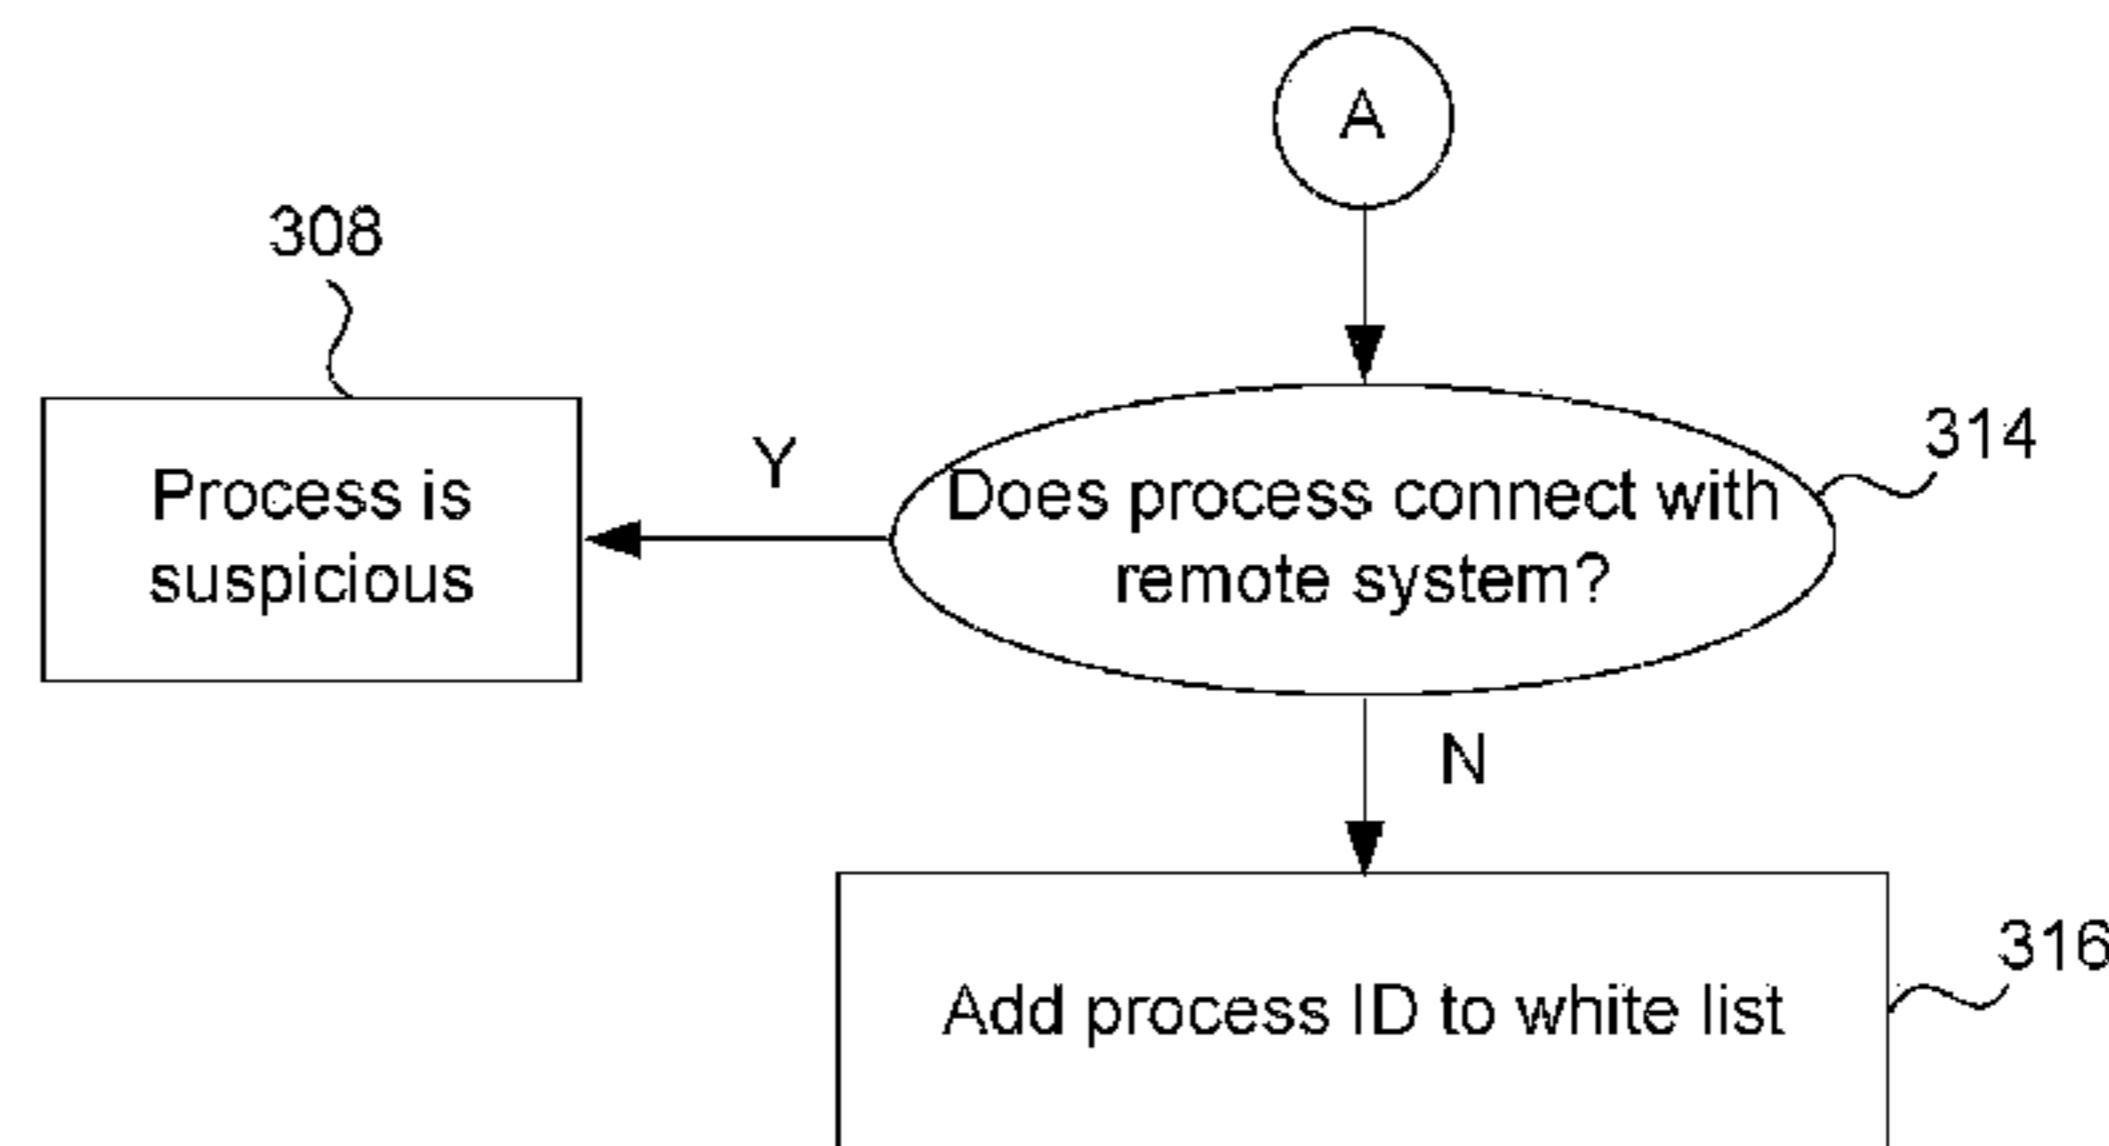 A
308
314
Y
Process is
suspicious
Does process connect with
remote system?
N
316
Add process ID to white list